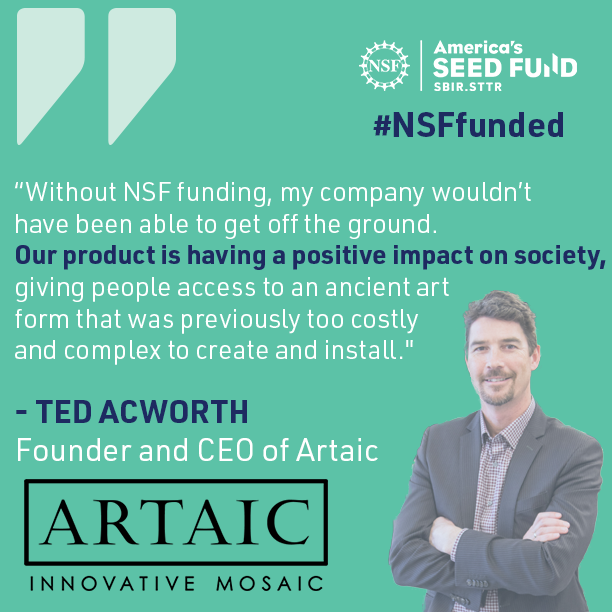 NSF
America's
SEED FUND
SBIR.STTR
#NSFfunded
“Without NSF funding, my company wouldn’t
have been able to get off the ground.
Our product is having a positive impact on society,
giving people access to an ancient art
form that was previously too costly
and complex to create and install."
- TED ACWORTH
Founder and CEO of Artaic
ARTAIC
INNOVATIVE MOSAIC